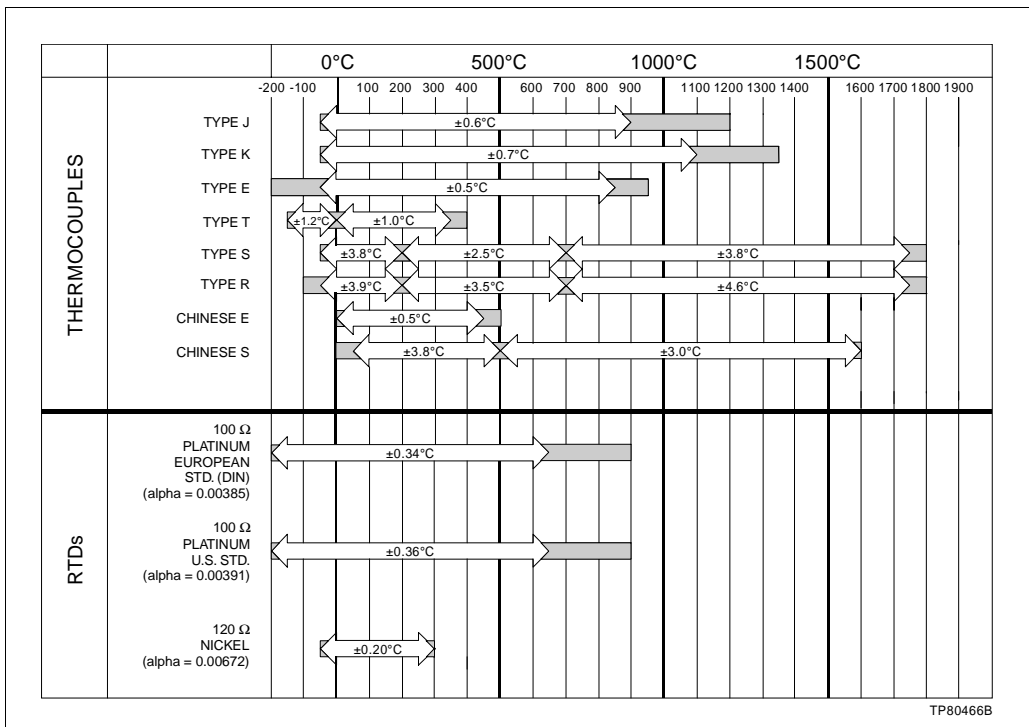 0°C 500°C 1000°C 1500°C
-200 -100 100 200 300 400 600 700 800 900 1100 1200 1300 1400 1600 1700 1800 1900
THERMOCOUPLES
TYPE J ±0.6°C
TYPE K ±0.7°C
TYPE E ±0.5°C
TYPE T ±1.2°C ±1.0°C
TYPE S ±3.8°C ±2.5°C ±3.8°C
TYPE R ±3.9°C ±3.5°C ±4.6°C
CHINESE E ±0.5°C
CHINESE S ±3.8°C ±3.0°C
RTDs
100 Ω
PLATINUM
EUROPEAN
STD. (DIN)
(alpha = 0.00385)
±0.34°C
100 Ω
PLATINUM
U.S. STD.
(alpha = 0.00391)
±0.36°C
120 Ω
NICKEL
(alpha = 0.00672)
±0.20°C
TP80466B